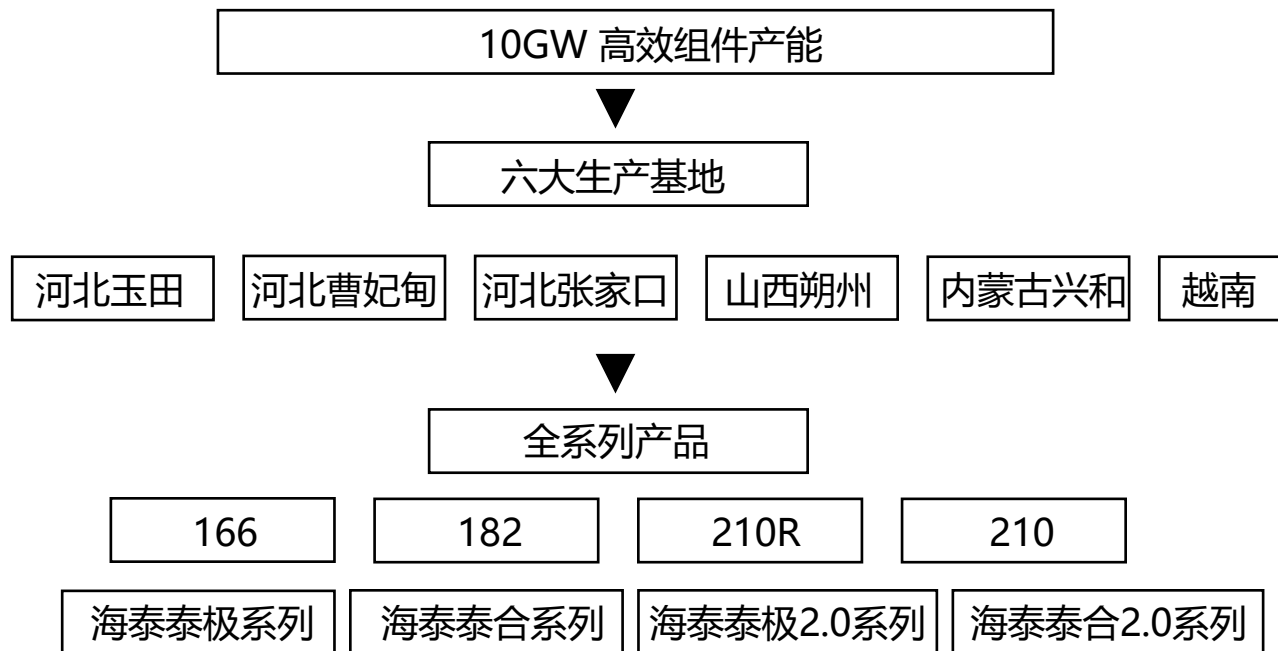 10GW 高效组件产能
六大生产基地
河北玉田 河北曹妃甸 河北张家口 山西朔州 内蒙古兴和 越南
全系列产品
166 182 210R 210
海泰泰极系列 海泰泰合系列 海泰泰极2.0系列 海泰泰合2.0系列